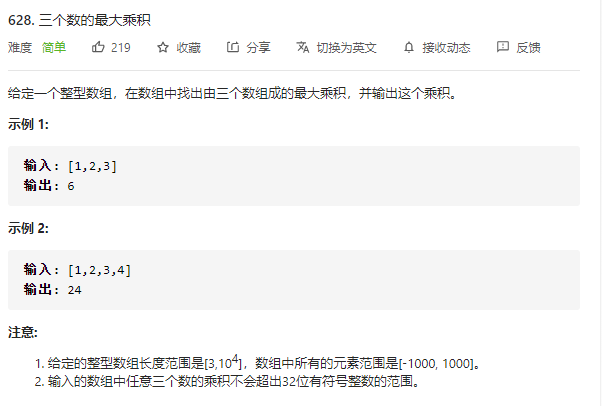 628. 三个数的最大乘积
难度 简单 219 收藏 分享 切换为英文 接收动态 反馈
给定一个整型数组，在数组中找出由三个数组成的最大乘积，并输出这个乘积。
示例 1:
输入: [1,2,3]
输出: 6
示例 2:
输入: [1,2,3,4]
输出: 24
注意:
1. 给定的整型数组长度范围是[3,10⁴]，数组中所有的元素范围是[-1000, 1000]。
2. 输入的数组中任意三个数的乘积不会超出32位有符号整数的范围。